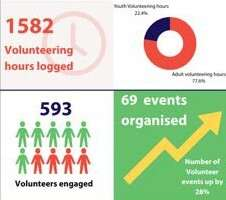 Youth Volunteering hours
22.4%
1582
Volunteering
hours logged
Adult volunteering hours
77.6%
593
Volunteers engaged
69 events
organised
Number of
Volunteer
events up by
26%